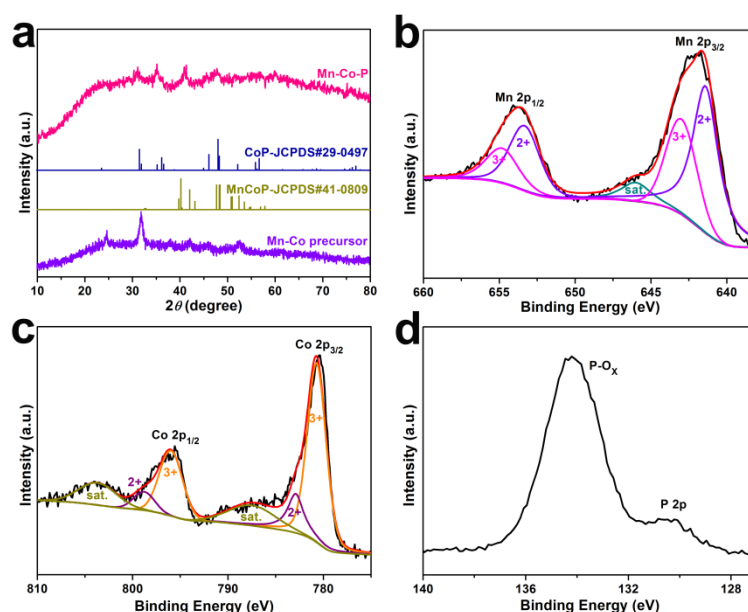 a
Mn-Co-P
CoP-JCPDS#29-0497
MnCoP-JCPDS#41-0809
Mn-Co precursor
Intensity (a.u.)
10 20 30 40 50 60 70 80
2θ (degree)
b
Mn 2p3/2
Mn 2p1/2
2+
3+
2+
3+
sat.
Intensity (a.u.)
660 655 650 645 640
Binding Energy (eV)
c
Co 2p3/2
3+
Co 2p1/2
3+
2+
sat.
2+
sat.
Intensity (a.u.)
810 800 790 780
Binding Energy (eV)
d
P-OX
P 2p
Intensity (a.u.)
140 136 132 128
Binding Energy (eV)